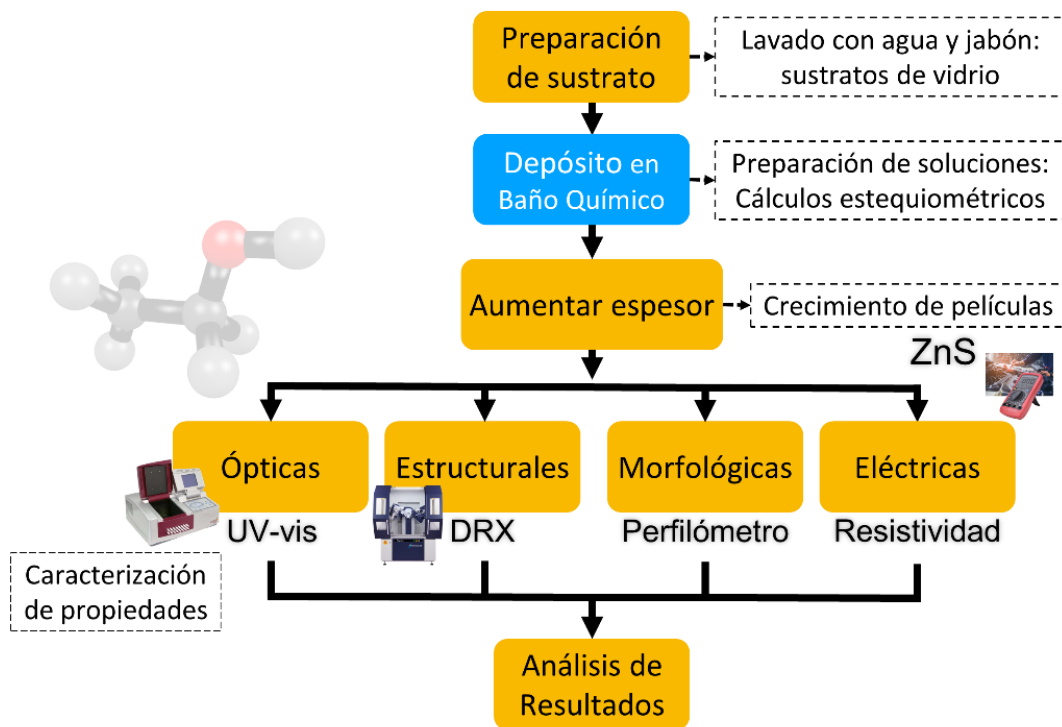 Preparación
de sustrato
Lavado con agua y jabón:
sustratos de vidrio
Depósito en
Baño Químico
Preparación de soluciones:
Cálculos estequiométricos
Aumentar espesor
Crecimiento de películas
ZnS
Ópticas
Estructurales
Morfológicas
Eléctricas
UV-vis
DRX
Perfilómetro
Resistividad
Caracterización
de propiedades
Análisis de
Resultados